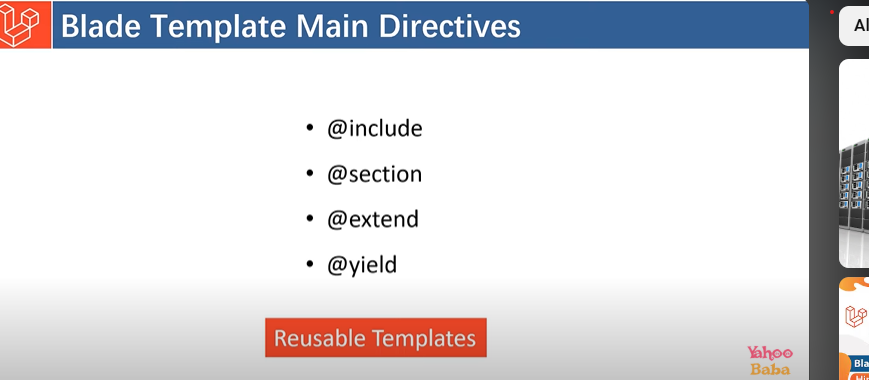 Blade Template Main Directives
• @include
• @section
• @extend
• @yield
Reusable Templates
Yahoo
Baba